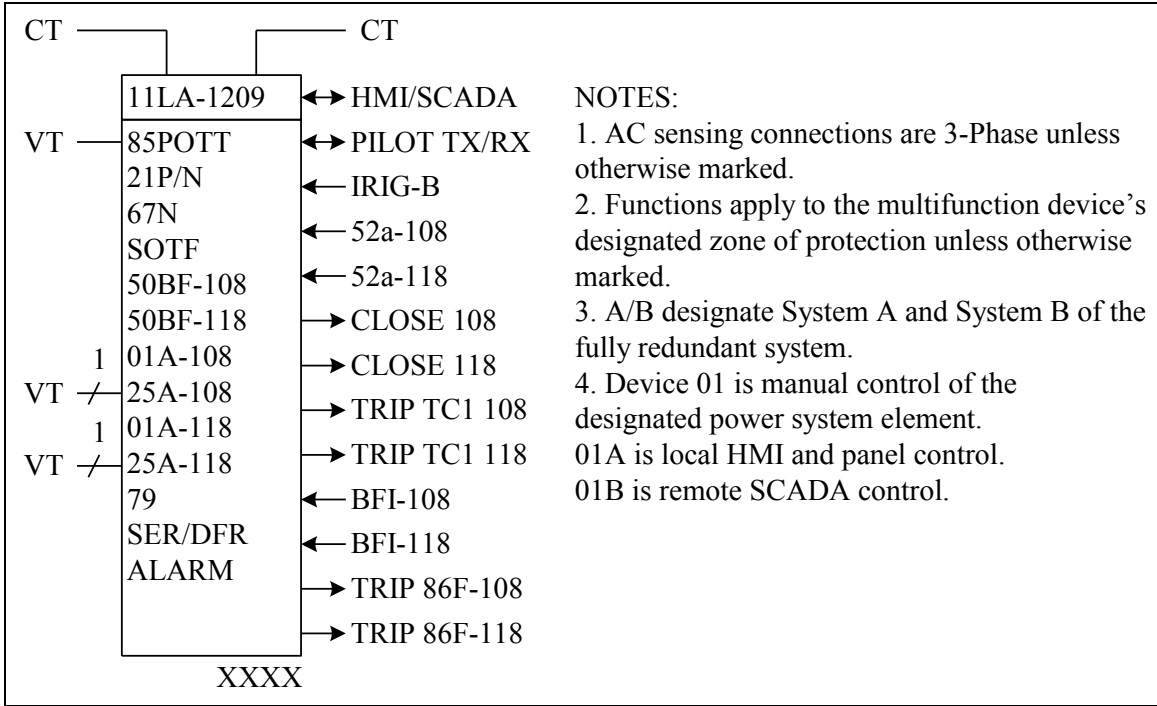 CT
CT
11LA-1209
HMI/SCADA
VT
85POTT
PILOT TX/RX
21P/N
IRIG-B
67N
52a-108
SOTF
52a-118
50BF-108
50BF-118
CLOSE 108
1
01A-108
CLOSE 118
VT
25A-108
TRIP TC1 108
1
01A-118
VT
25A-118
TRIP TC1 118
79
BFI-108
SER/DFR
BFI-118
ALARM
TRIP 86F-108
TRIP 86F-118
XXXX
NOTES:
1. AC sensing connections are 3-Phase unless
otherwise marked.
2. Functions apply to the multifunction device’s
designated zone of protection unless otherwise
marked.
3. A/B designate System A and System B of the
fully redundant system.
4. Device 01 is manual control of the
designated power system element.
01A is local HMI and panel control.
01B is remote SCADA control.